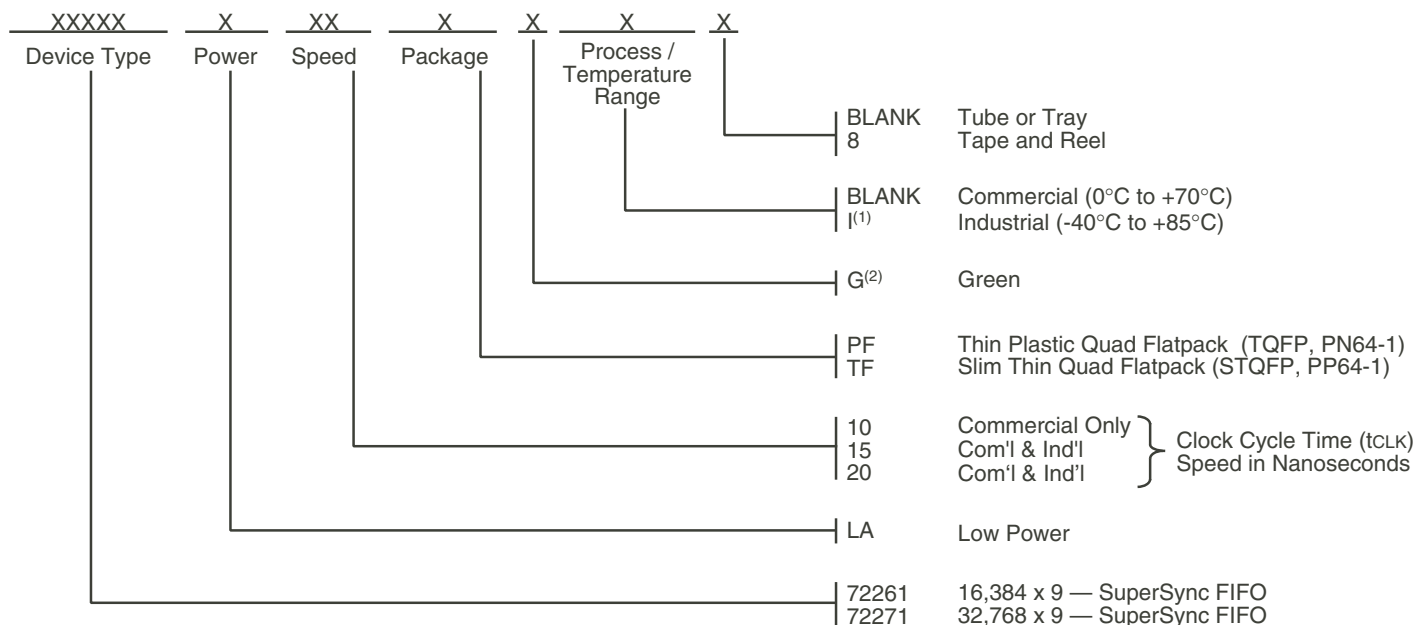 XXXXX X XX X X X X
Device Type Power Speed Package Process /
Temperature
Range
BLANK Tube or Tray
8 Tape and Reel
BLANK Commercial (0°C to +70°C)
I(1) Industrial (-40°C to +85°C)
G(2) Green
PF Thin Plastic Quad Flatpack (TQFP, PN64-1)
TF Slim Thin Quad Flatpack (STQFP, PP64-1)
10 Commercial Only
15 Com'l & Ind'l
20 Com‘l & Ind’l
Clock Cycle Time (tCLK)
Speed in Nanoseconds
LA Low Power
72261 16,384 x 9 — SuperSync FIFO
72271 32,768 x 9 — SuperSync FIFO